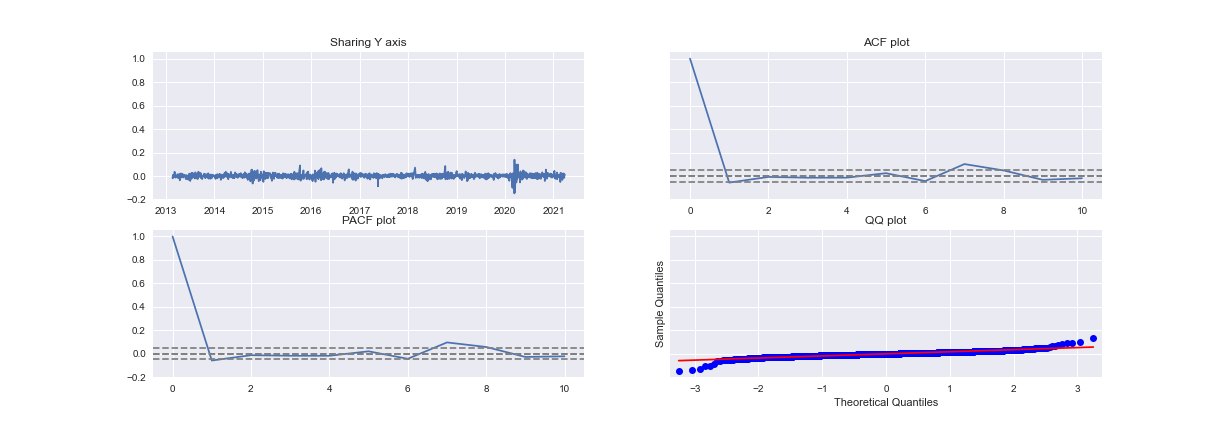 Sharing Y axis
1.0
0.8
0.6
0.4
0.2
0.0
−0.2
2013 2014 2015 2016 2017 2018 2019 2020 2021
ACF plot
0 2 4 6 8 10
PACF plot
1.0
0.8
0.6
0.4
0.2
0.0
−0.2
0 2 4 6 8 10
QQ plot
Sample Quantiles
−3 −2 −1 0 1 2 3
Theoretical Quantiles